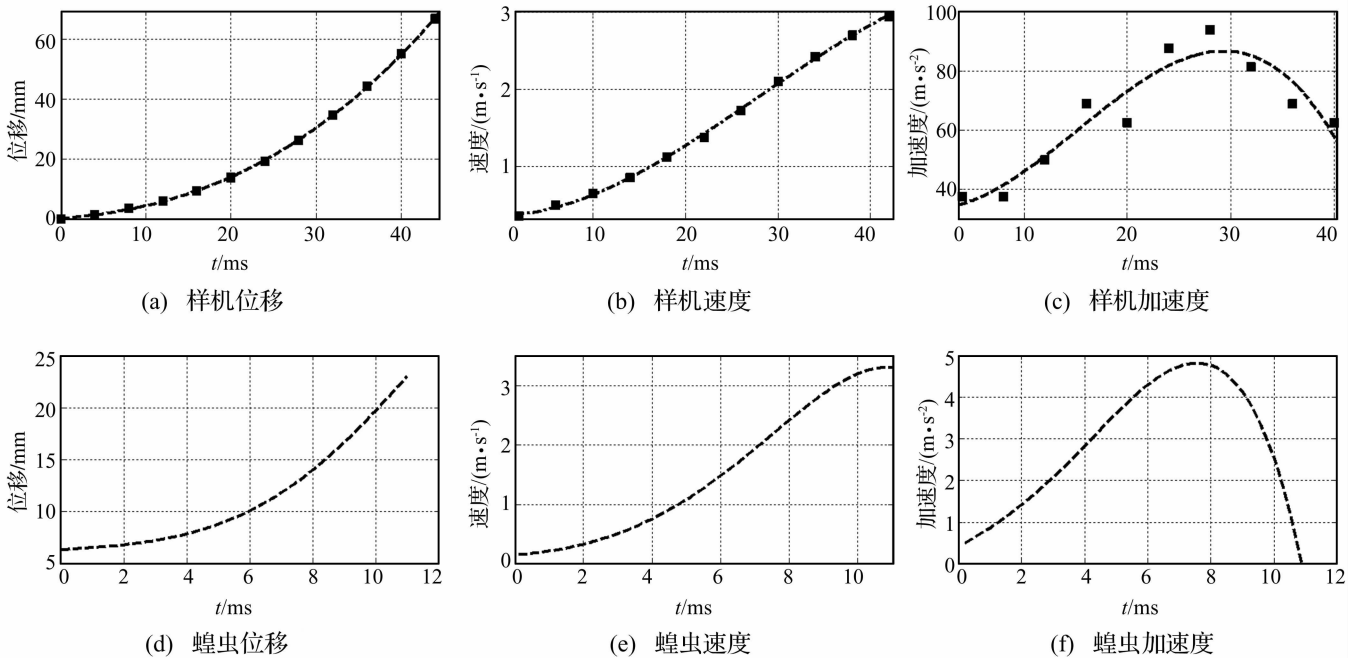 60
40
20
0
位移/mm
0 10 20 30 40
t/ms
(a) 样机位移
3
2
1
速度/(m•s⁻¹)
0 10 20 30 40
t/ms
(b) 样机速度
100
80
60
40
加速度/(m•s⁻²)
0 10 20 30 40
t/ms
(c) 样机加速度
25
20
15
10
5
位移/mm
0 2 4 6 8 10 12
t/ms
(d) 蝗虫位移
3
2
1
0
速度/(m•s⁻¹)
0 2 4 6 8 10
t/ms
(e) 蝗虫速度
5
4
3
2
1
0
加速度/(m•s⁻²)
0 2 4 6 8 10 12
t/ms
(f) 蝗虫加速度